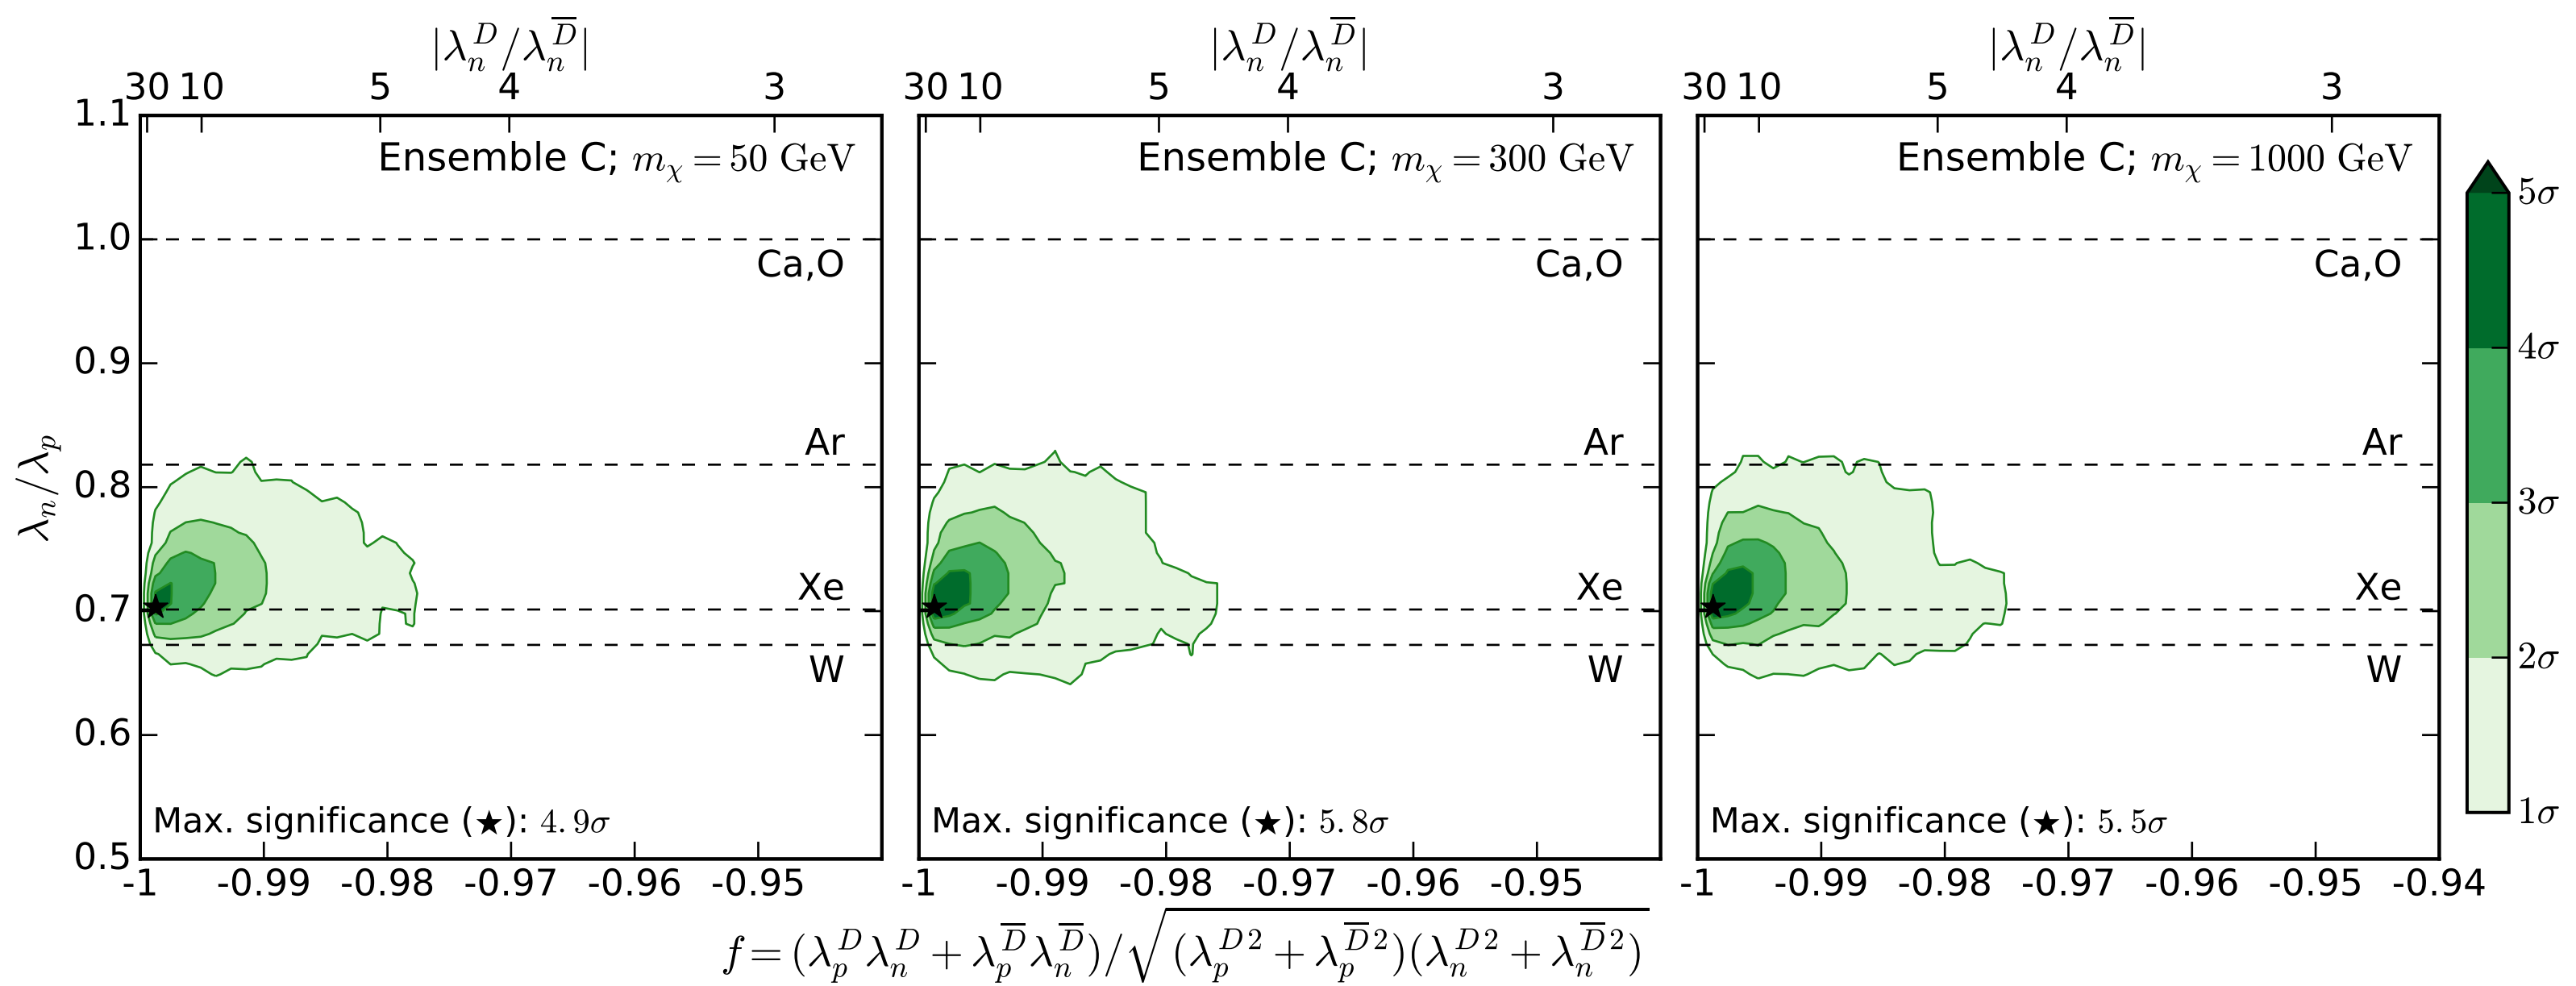 |λ_n^D/λ_n^D̅| |λ_n^D/λ_n^D̅| |λ_n^D/λ_n^D̅|
30 10 5 4 3 30 10 5 4 3 30 10 5 4 3
1.1
Ensemble C; m_χ = 50 GeV Ensemble C; m_χ = 300 GeV Ensemble C; m_χ = 1000 GeV
5σ
1.0
Ca,O Ca,O Ca,O
4σ
0.9
Ar Ar Ar
λ_n/λ_p
0.8
3σ
Xe Xe Xe
0.7
2σ
W W W
0.6
Max. significance (★): 4.9σ Max. significance (★): 5.8σ Max. significance (★): 5.5σ
1σ
0.5
-1 -0.99 -0.98 -0.97 -0.96 -0.95 -1 -0.99 -0.98 -0.97 -0.96 -0.95 -1 -0.99 -0.98 -0.97 -0.96 -0.95 -0.94
f = (λ_p^D λ_n^D + λ_p^D̅ λ_n^D̅)/√((λ_p^{D 2} + λ_p^{D̅ 2})(λ_n^{D 2} + λ_n^{D̅ 2}))